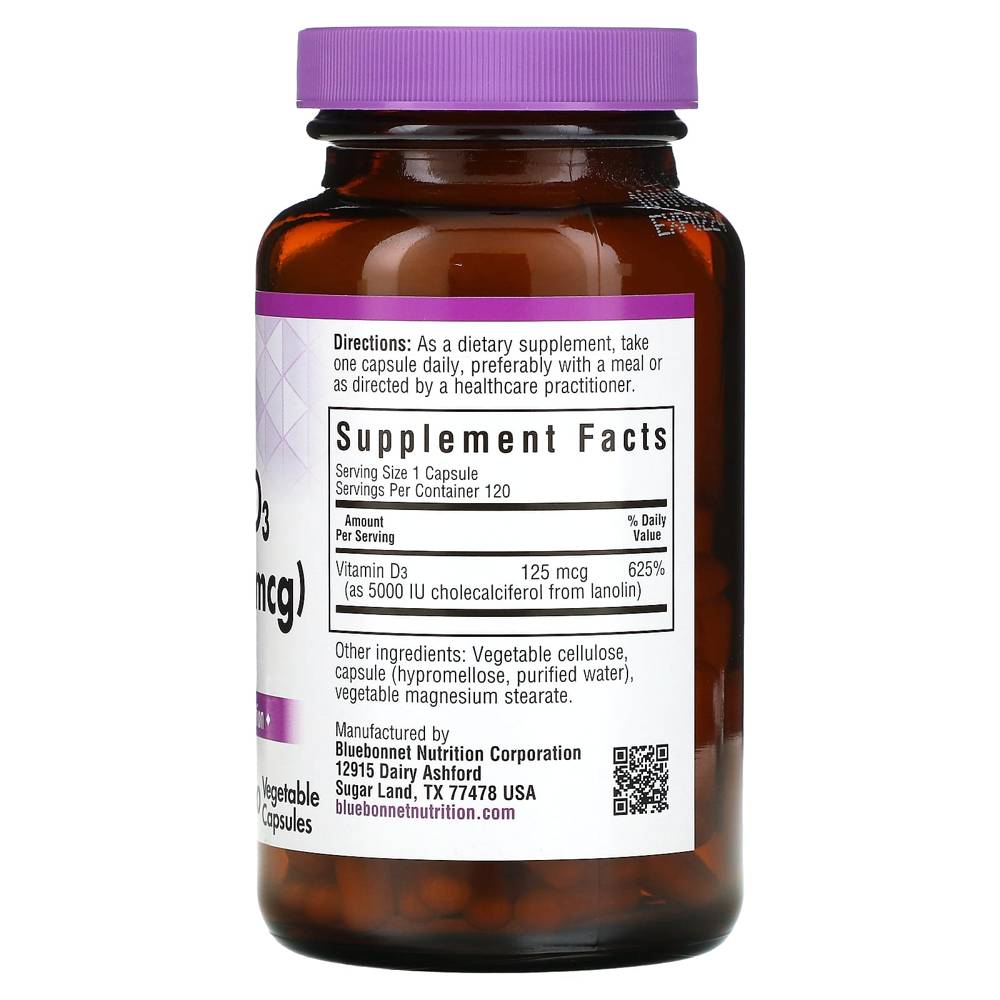 EXP0224
Directions: As a dietary supplement, take
one capsule daily, preferably with a meal or
as directed by a healthcare practitioner.
Supplement Facts
Serving Size 1 Capsule
Servings Per Container 120
Amount
Per Serving
% Daily
Value
Vitamin D3 125 mcg 625%
(as 5000 IU cholecalciferol from lanolin)
Other ingredients: Vegetable cellulose,
capsule (hypromellose, purified water),
vegetable magnesium stearate.
Manufactured by
Bluebonnet Nutrition Corporation
12915 Dairy Ashford
Sugar Land, TX 77478 USA
bluebonnetnutrition.com
D3
mcg)
Vegetable
Capsules